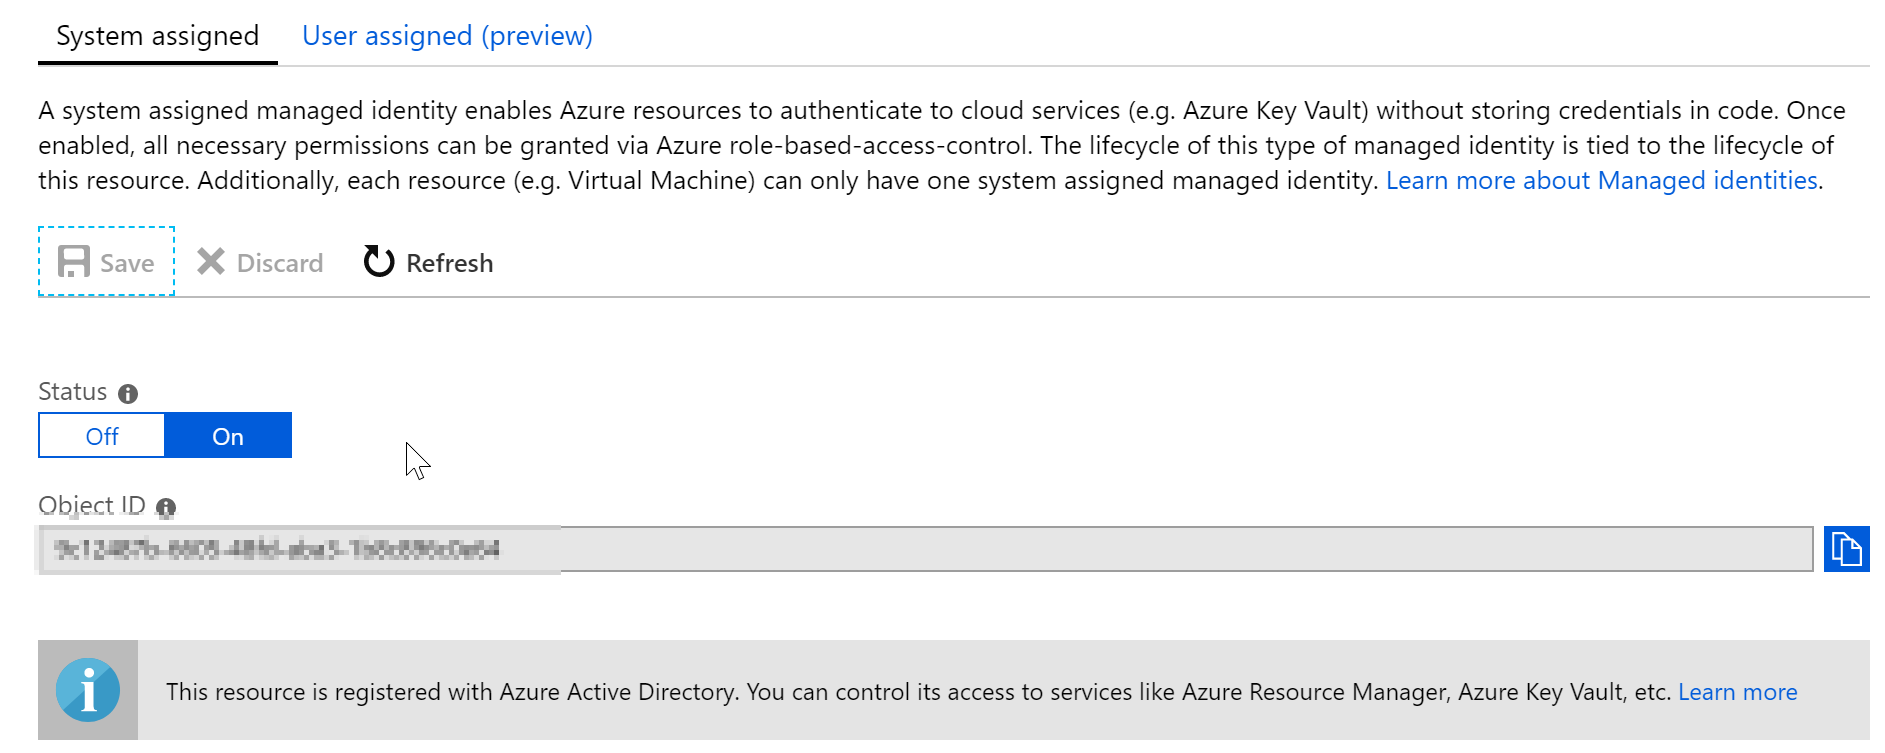 System assigned User assigned (preview)
A system assigned managed identity enables Azure resources to authenticate to cloud services (e.g. Azure Key Vault) without storing credentials in code. Once
enabled, all necessary permissions can be granted via Azure role-based-access-control. The lifecycle of this type of managed identity is tied to the lifecycle of
this resource. Additionally, each resource (e.g. Virtual Machine) can only have one system assigned managed identity. Learn more about Managed identities.
Save Discard Refresh
Status
Off On
Object ID
This resource is registered with Azure Active Directory. You can control its access to services like Azure Resource Manager, Azure Key Vault, etc. Learn more